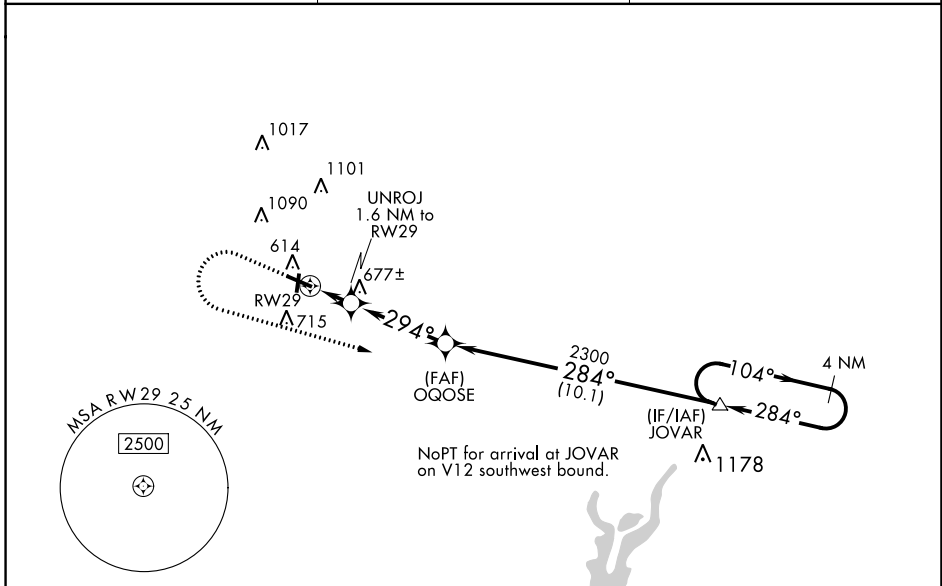 1017
1101
1090
UNROJ
1.6 NM to
RW29
614
677±
RW29
715
294°
(FAF)
OQOSE
2300
284°
(10.1)
104°
4 NM
284°
(IF/IAF)
JOVAR
1178
NoPT for arrival at JOVAR
on V12 southwest bound.
MSA RW29 25 NM
2500